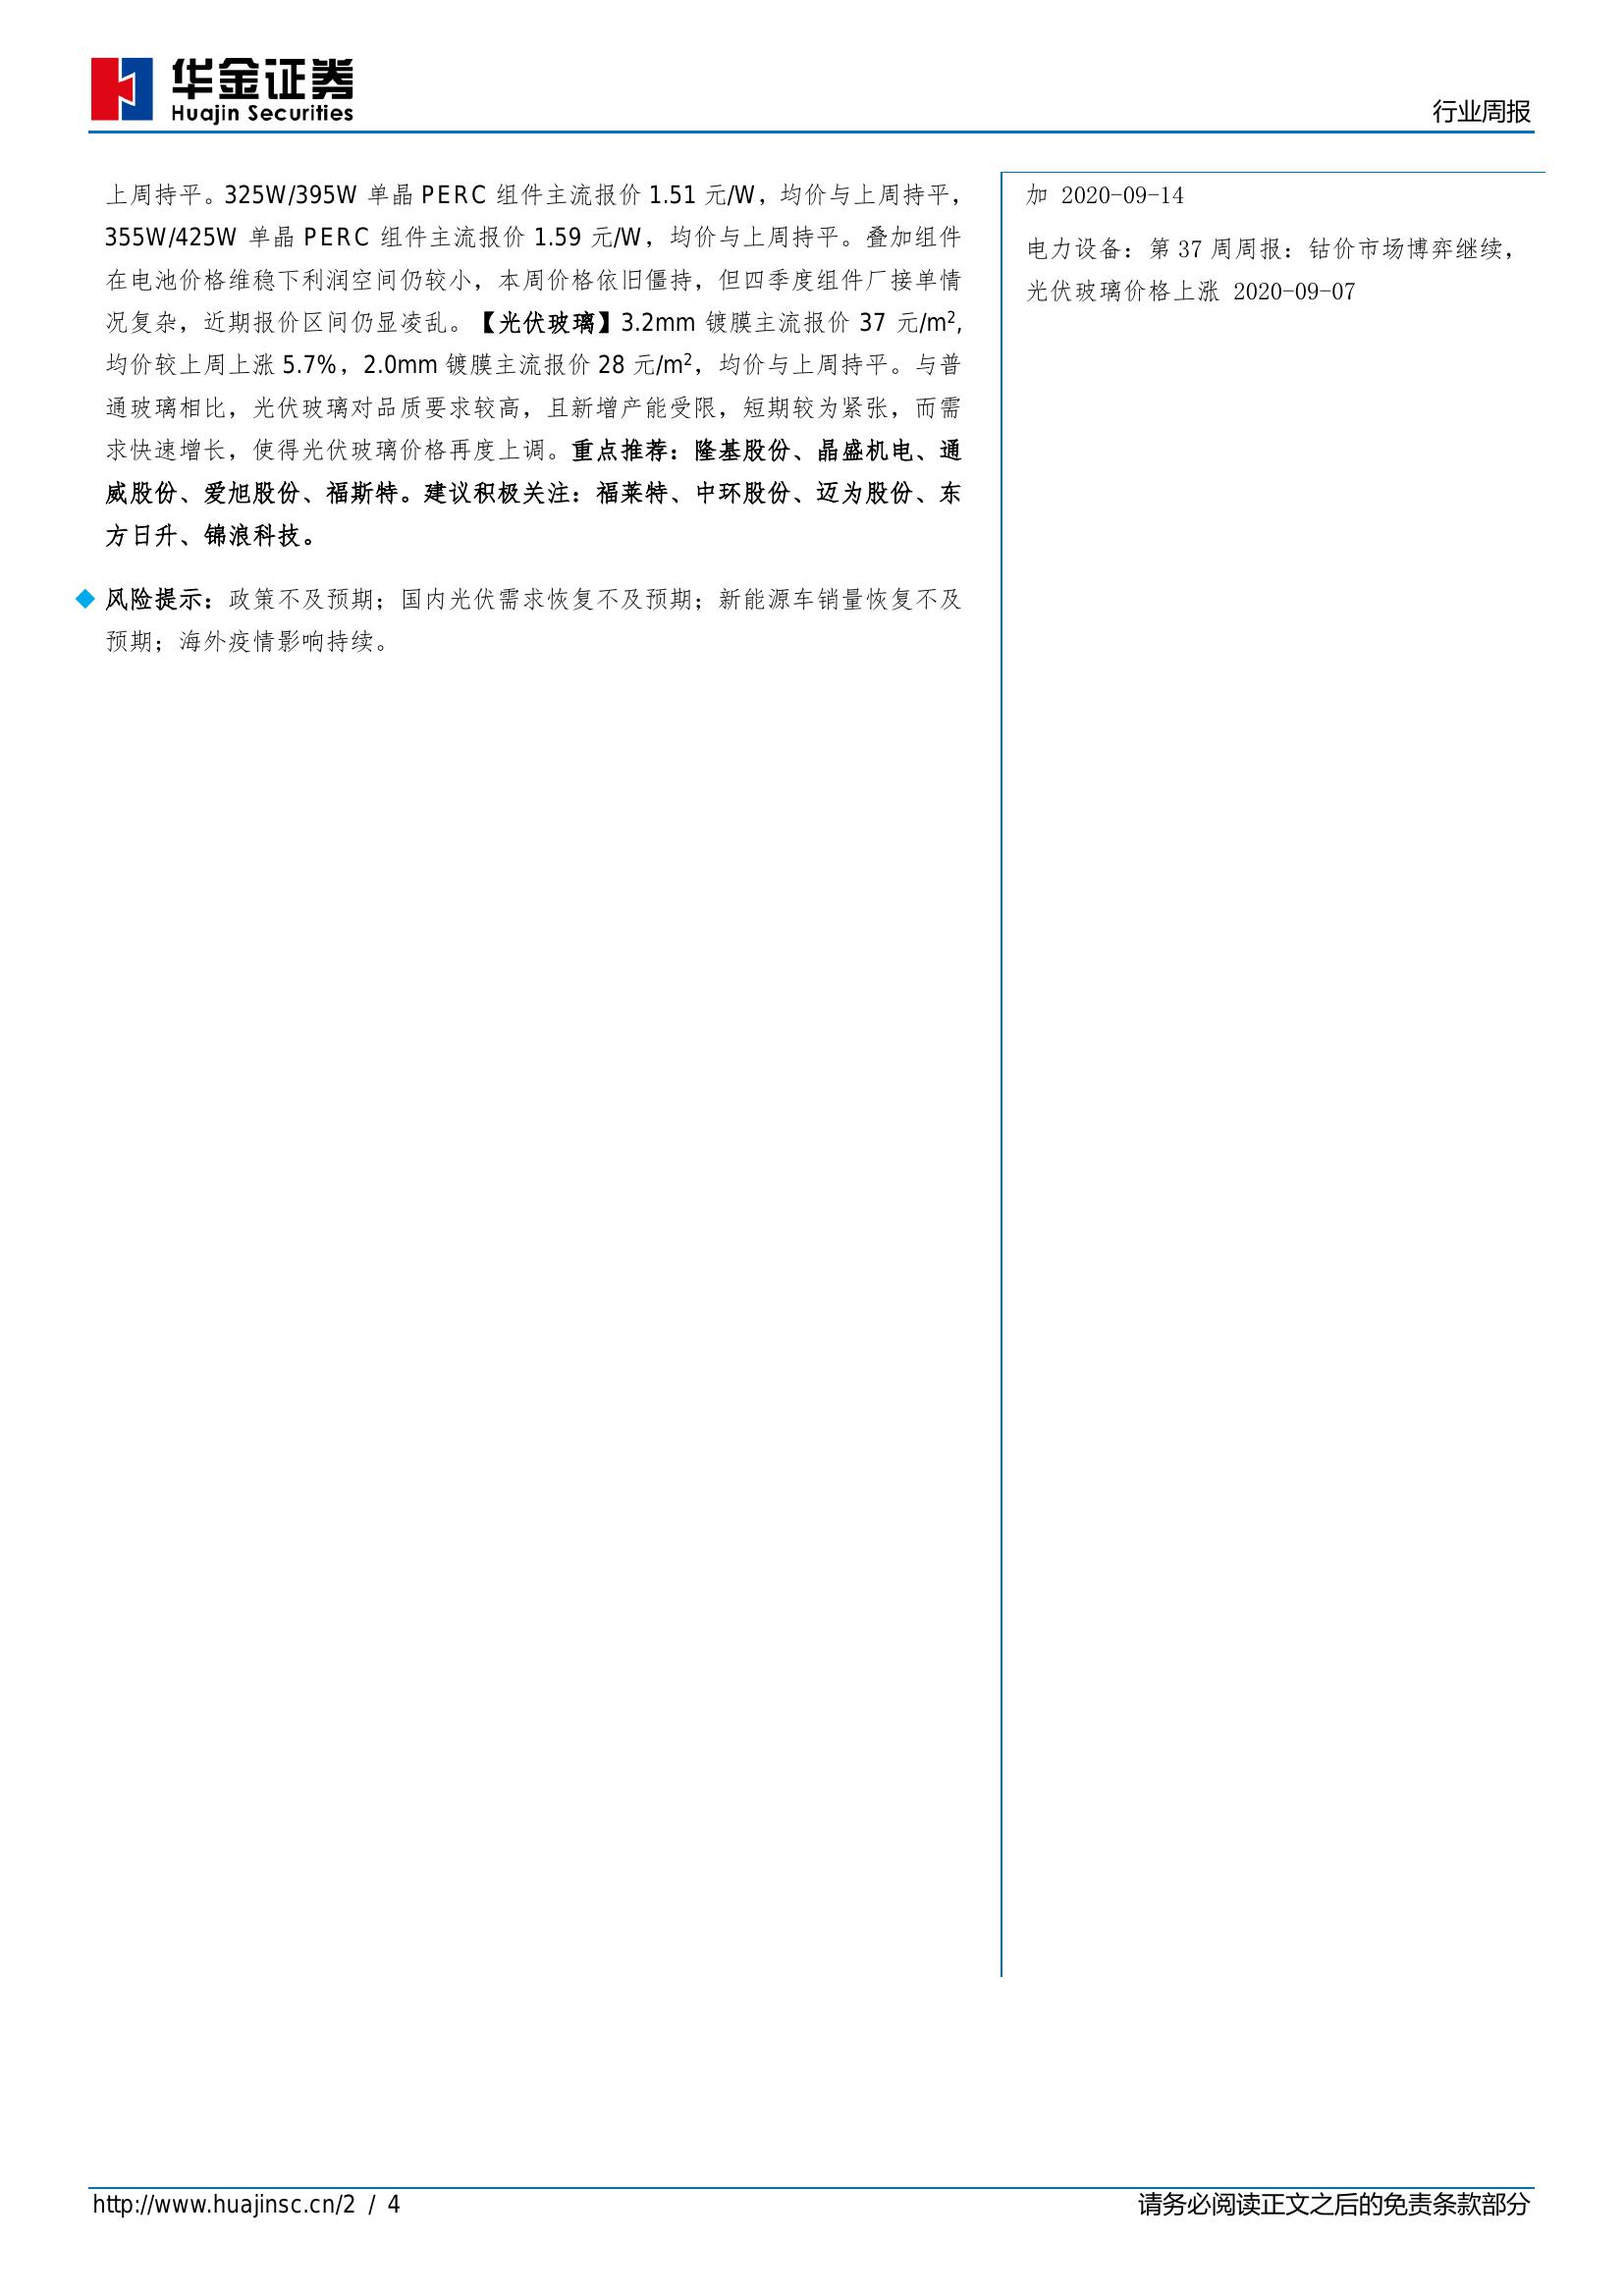 华金证券
Huajin Securities
行业周报
上周持平。325W/395W 单晶 PERC 组件主流报价 1.51 元/W，均价与上周持平，
355W/425W 单晶 PERC 组件主流报价 1.59 元/W，均价与上周持平。叠加组件
在电池价格维稳下利润空间仍较小，本周价格依旧僵持，但四季度组件厂接单情
况复杂，近期报价区间仍显凌乱。【光伏玻璃】3.2mm 镀膜主流报价 37 元/m²,
均价较上周上涨 5.7%，2.0mm 镀膜主流报价 28 元/m²，均价与上周持平。与普
通玻璃相比，光伏玻璃对品质要求较高，且新增产能受限，短期较为紧张，而需
求快速增长，使得光伏玻璃价格再度上调。重点推荐：隆基股份、晶盛机电、通
威股份、爱旭股份、福斯特。建议积极关注：福莱特、中环股份、迈为股份、东
方日升、锦浪科技。
◆ 风险提示：政策不及预期；国内光伏需求恢复不及预期；新能源车销量恢复不及
预期；海外疫情影响持续。
加 2020-09-14
电力设备：第 37 周周报：钴价市场博弈继续，
光伏玻璃价格上涨 2020-09-07
http://www.huajinsc.cn/2 / 4
请务必阅读正文之后的免责条款部分